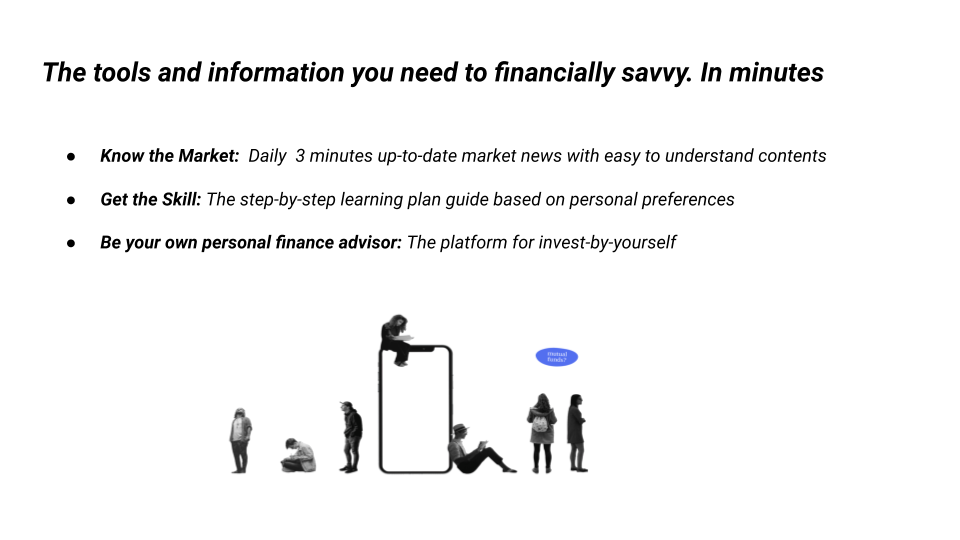 The tools and information you need to financially savvy. In minutes
● Know the Market: Daily 3 minutes up-to-date market news with easy to understand contents
● Get the Skill: The step-by-step learning plan guide based on personal preferences
● Be your own personal finance advisor: The platform for invest-by-yourself
mutual
funds?